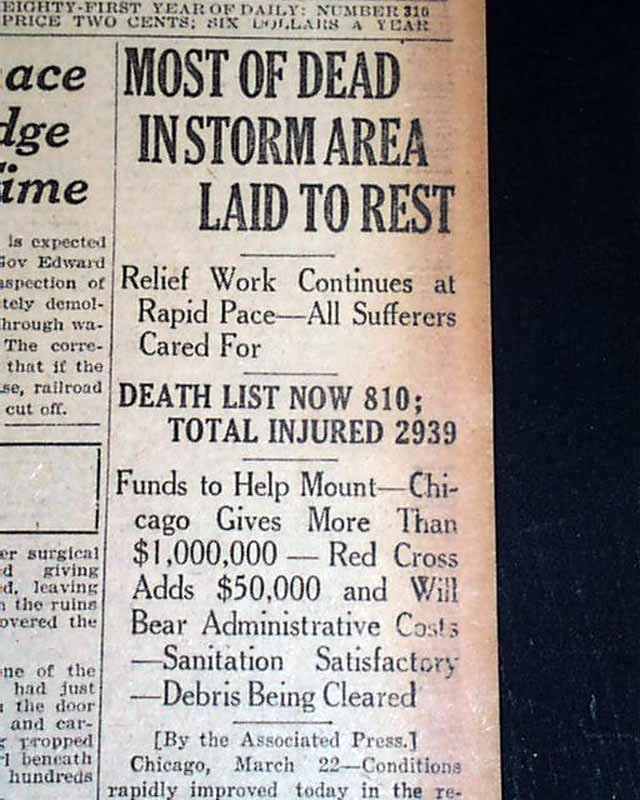 EIGHTY-FIRST YEAR OF DAILY: NUMBER 310
PRICE TWO CENTS: SIX DOLLARS A YEAR
ace
dge
ime
is expected
Gov Edward
nspection of
tely demol-
hrough wa-
The corre-
that if the
se, railroad
cut off.
er surgical
d giving
d, leaving
n the ruins
overed the
ne of the
had just
the door
and car-
propped
beneath
hundreds
MOST OF DEAD
IN STORM AREA
LAID TO REST
Relief Work Continues at
Rapid Pace—All Sufferers
Cared For
DEATH LIST NOW 810;
TOTAL INJURED 2939
Funds to Help Mount—Chi-
cago Gives More Than
$1,000,000 — Red Cross
Adds $50,000 and Will
Bear Administrative Costs
—Sanitation Satisfactory
—Debris Being Cleared
[By the Associated Press.]
Chicago, March 22—Conditions
rapidly improved today in the re-